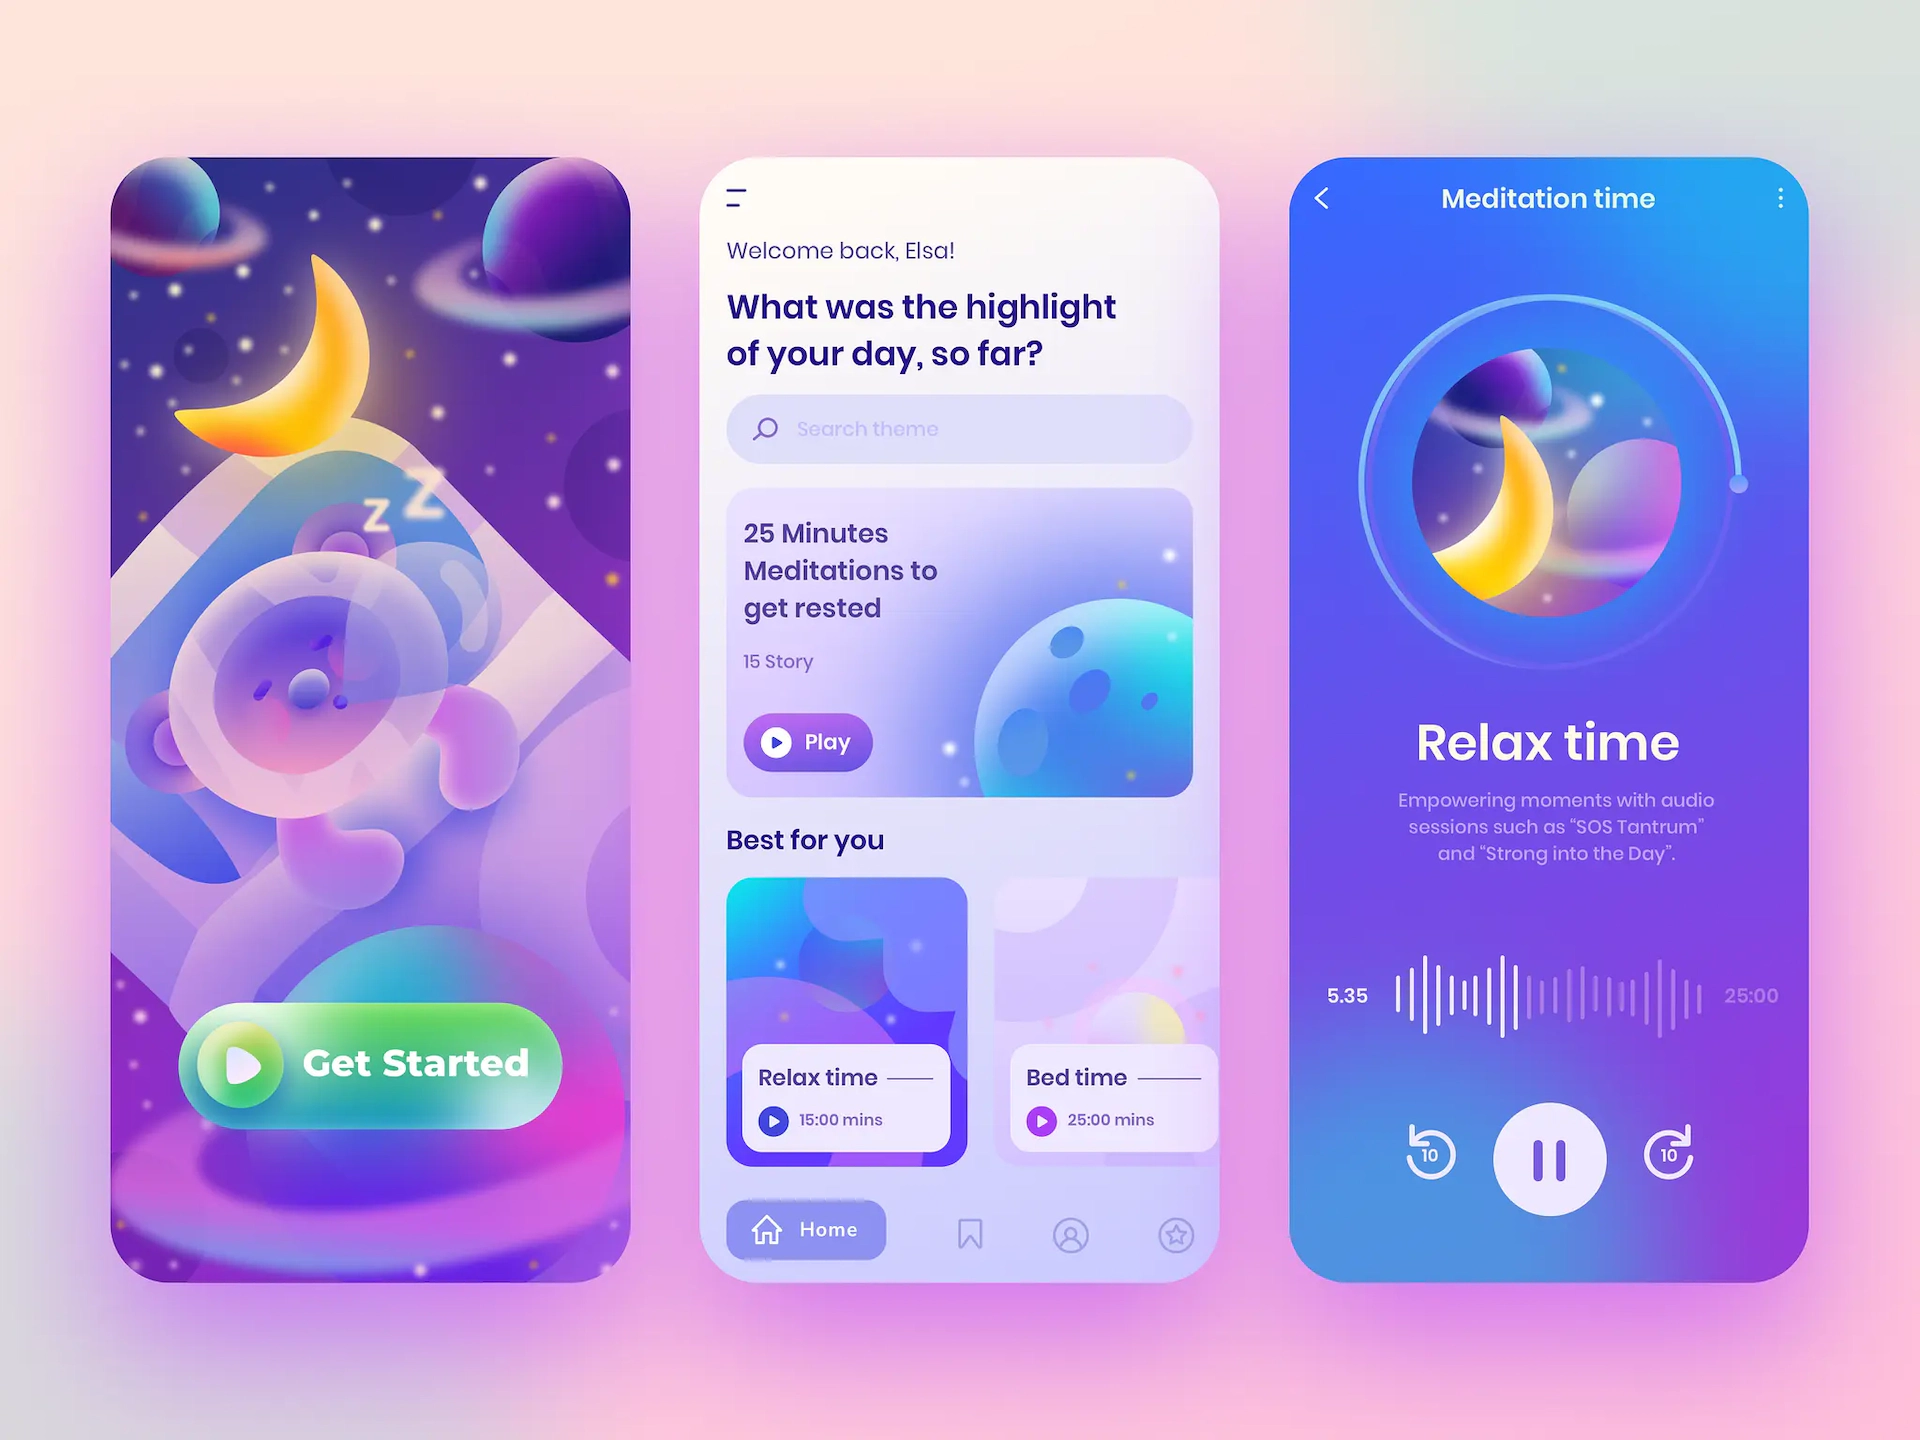 z Z
Get Started
Welcome back, Elsa!
What was the highlight
of your day, so far?
Search theme
25 Minutes
Meditations to
get rested
15 Story
Play
Best for you
Relax time
15:00 mins
Bed time
25:00 mins
Home
Meditation time
Relax time
Empowering moments with audio
sessions such as “SOS Tantrum”
and “Strong into the Day”.
5.35
25:00
10
10